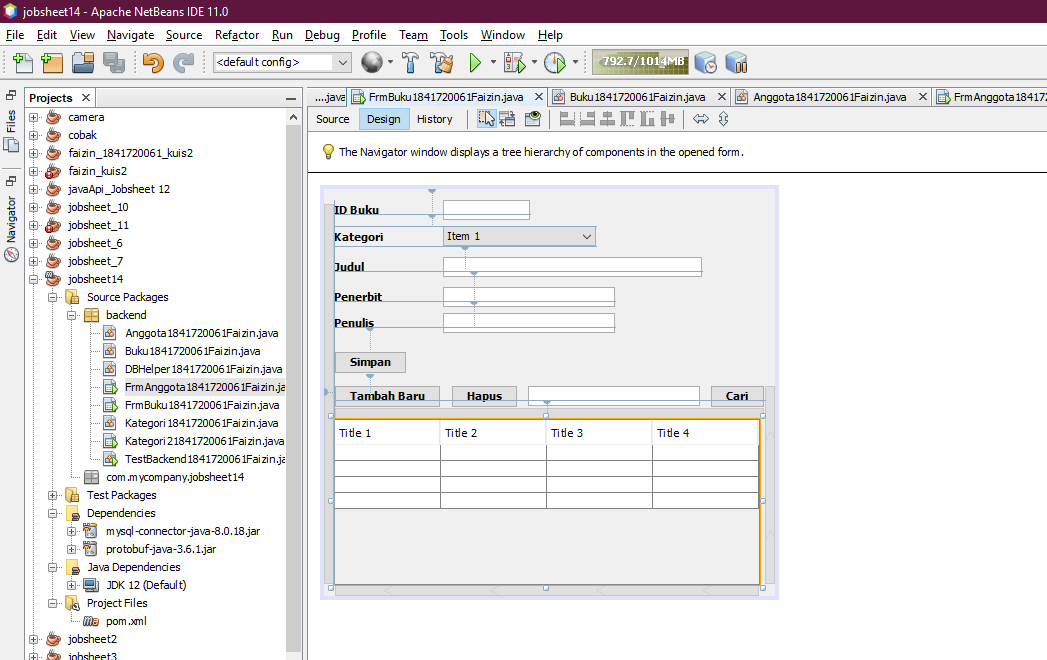 jobsheet14 - Apache NetBeans IDE 11.0
File Edit View Navigate Source Refactor Run Debug Profile Team Tools Window Help
<default config> 792.7/1014MB
Files
Navigator
Projects
camera
cobak
faizin_1841720061_kuis2
faizin_kuis2
javaApi_Jobsheet 12
jobsheet_10
jobsheet_11
jobsheet_6
jobsheet_7
jobsheet14
Source Packages
backend
Anggota1841720061Faizin.java
Buku1841720061Faizin.java
DBHelper1841720061Faizin.java
FrmAnggota1841720061Faizin.ja
FrmBuku1841720061Faizin.java
Kategori1841720061Faizin.java
Kategori21841720061Faizin.java
TestBackend1841720061Faizin.ja
com.mycompany.jobsheet14
Test Packages
Dependencies
mysql-connector-java-8.0.18.jar
protobuf-java-3.6.1.jar
Java Dependencies
JDK 12 (Default)
Project Files
pom.xml
jobsheet2
jobsheet3
....java FrmBuku1841720061Faizin.java Buku1841720061Faizin.java Anggota1841720061Faizin.java FrmAnggota18417
Source Design History
The Navigator window displays a tree hierarchy of components in the opened form.
ID Buku
Kategori Item 1
Judul
Penerbit
Penulis
Simpan
Tambah Baru Hapus Cari
Title 1 Title 2 Title 3 Title 4